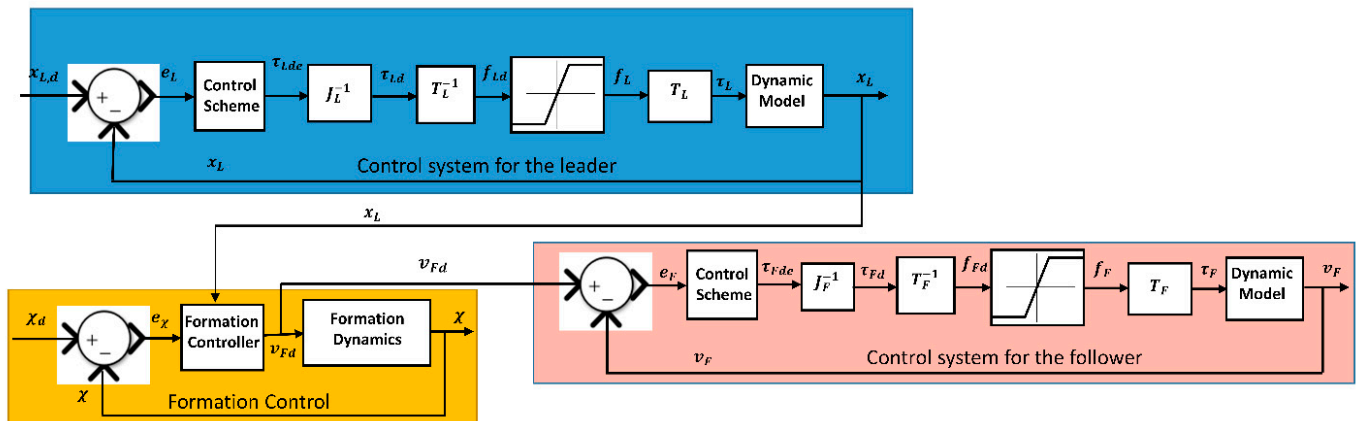 x_{L,d}
+
−
e_L
Control
Scheme
τ_{Lde}
J_L^{-1}
τ_{Ld}
T_L^{-1}
f_{Ld}
f_L
T_L
τ_L
Dynamic
Model
x_L
x_L
Control system for the leader
x_L
v_{Fd}
+
−
e_F
Control
Scheme
τ_{Fde}
J_F^{-1}
τ_{Fd}
T_F^{-1}
f_{Fd}
f_F
T_F
τ_F
Dynamic
Model
v_F
v_F
Control system for the follower
χ_d
+
−
e_χ
Formation
Controller
v_{Fd}
Formation
Dynamics
χ
χ
Formation Control